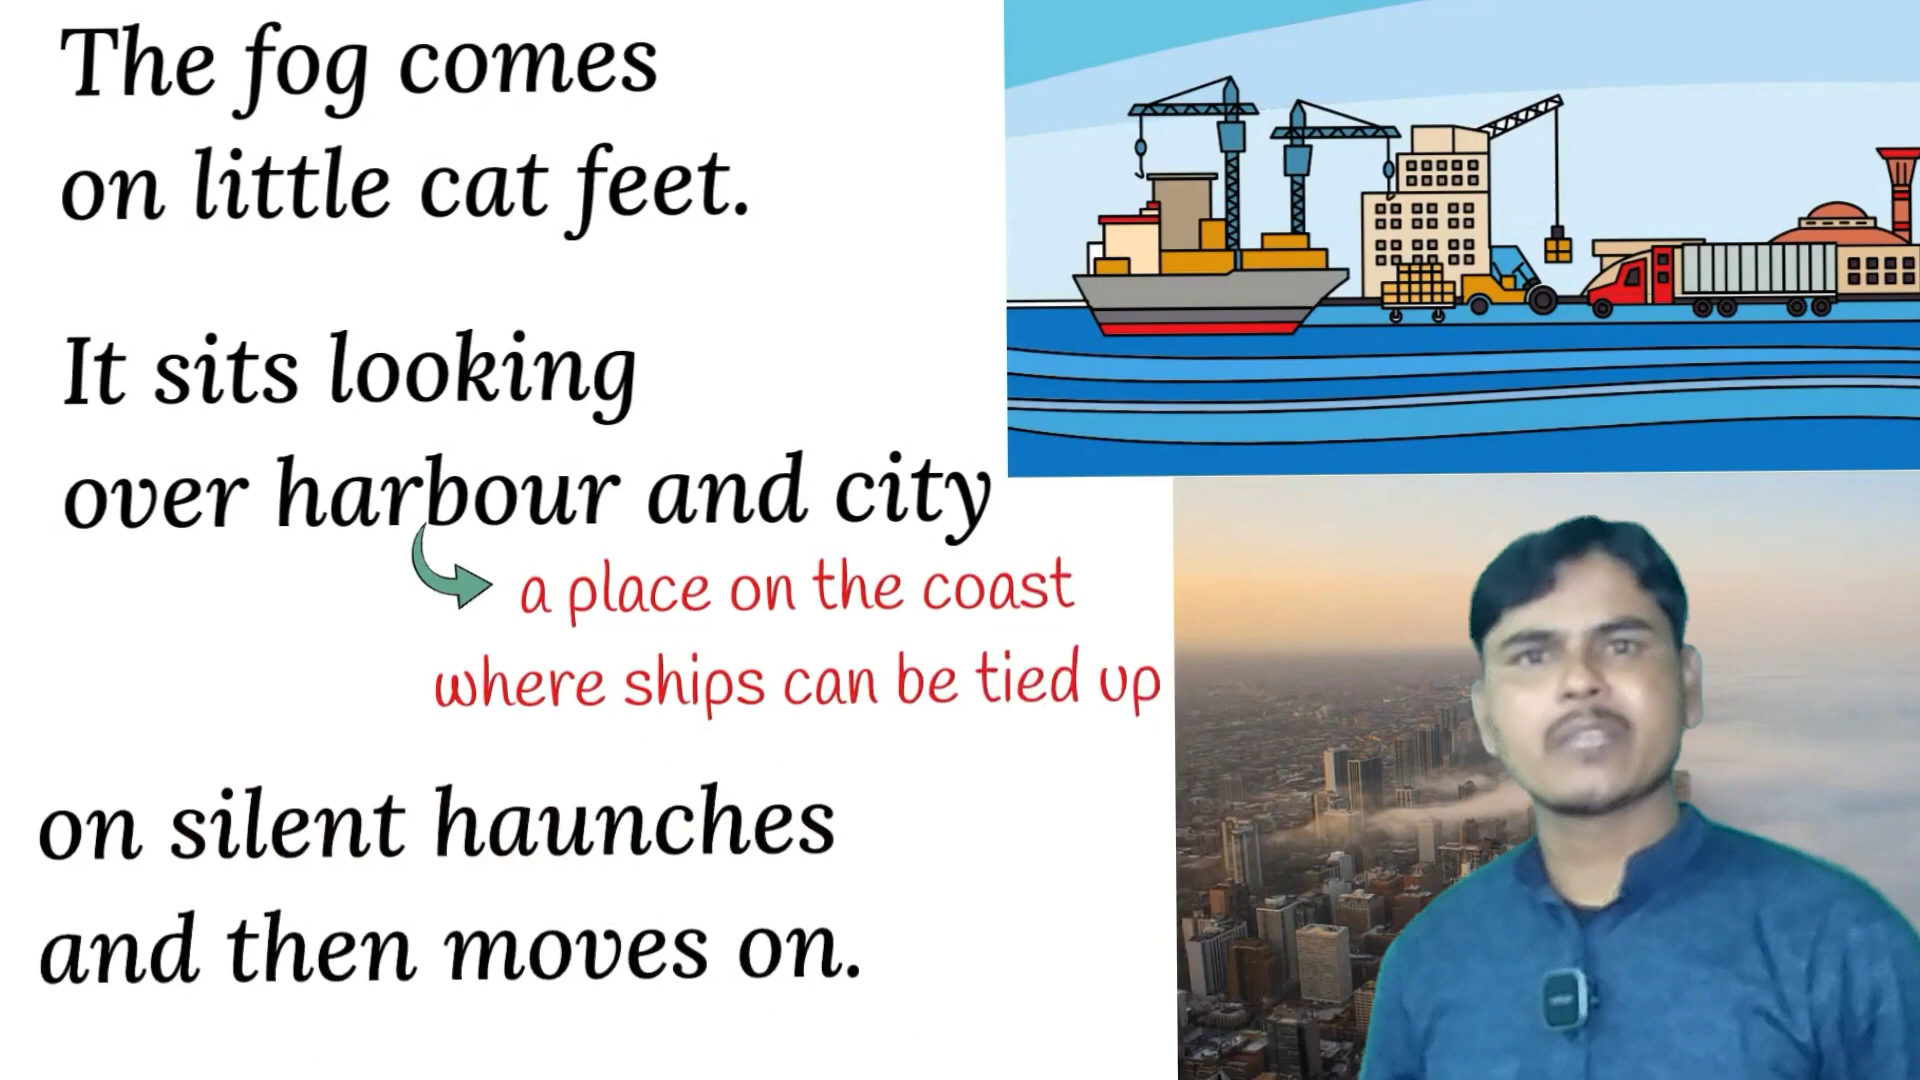 The fog comes
on little cat feet.
It sits looking
over harbour and city
a place on the coast
where ships can be tied up
on silent haunches
and then moves on.